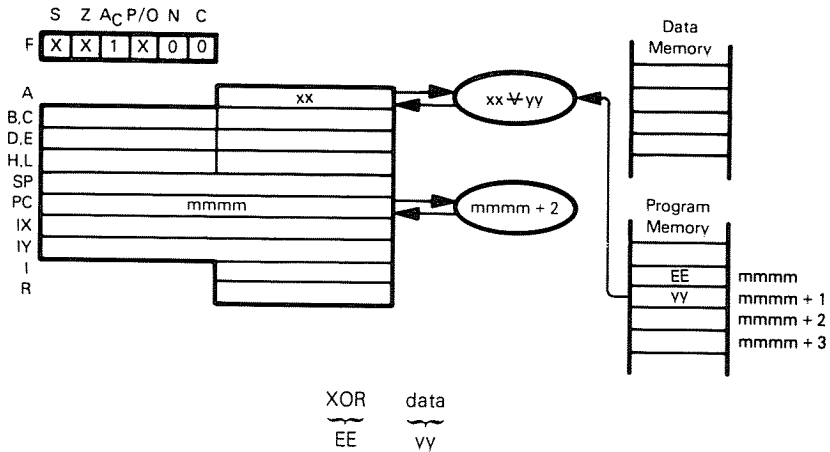 S Z AC P/O N C
F X X 1 X 0 0
Data
Memory
A xx
xx ⊻ yy
B,C
D,E
H,L
SP
PC mmmm
mmmm + 2
IX
IY
I
R
Program
Memory
EE mmmm
yy mmmm + 1
mmmm + 2
mmmm + 3
XOR data
EE yy